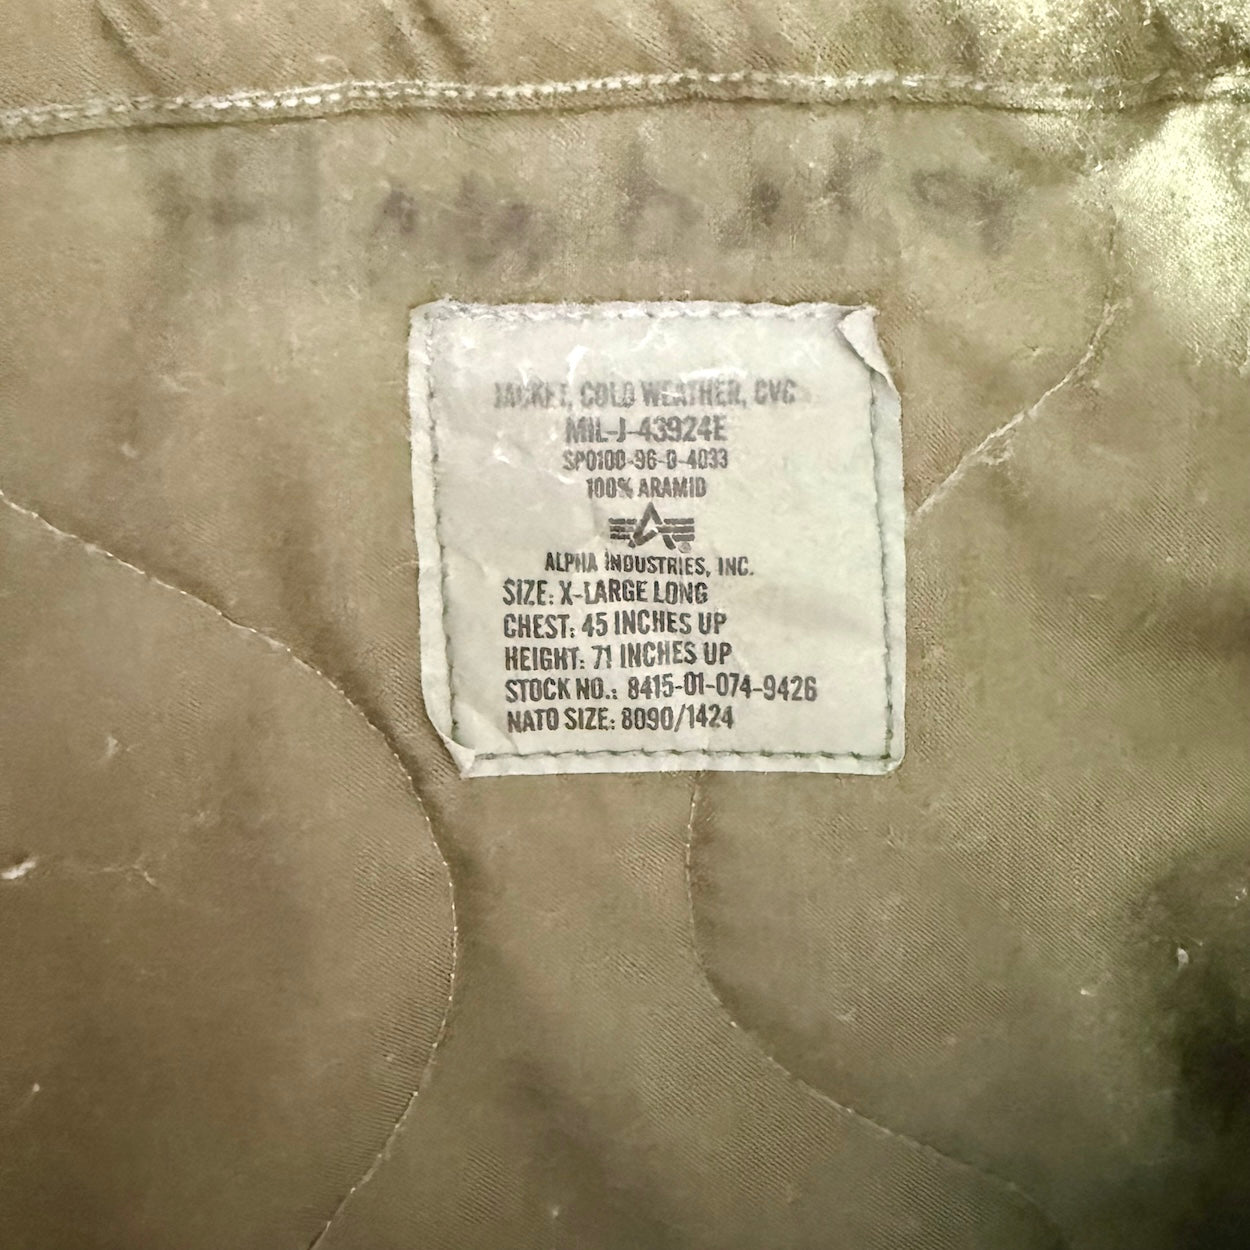 JACKET, COLD WEATHER, CVC
MIL-J-43924E
SPO100-96-D-4033
100% ARAMID
ALPHA INDUSTRIES, INC.
SIZE: X-LARGE LONG
CHEST: 45 INCHES UP
HEIGHT: 71 INCHES UP
STOCK NO.: 8415-01-074-9426
NATO SIZE: 8090/1424